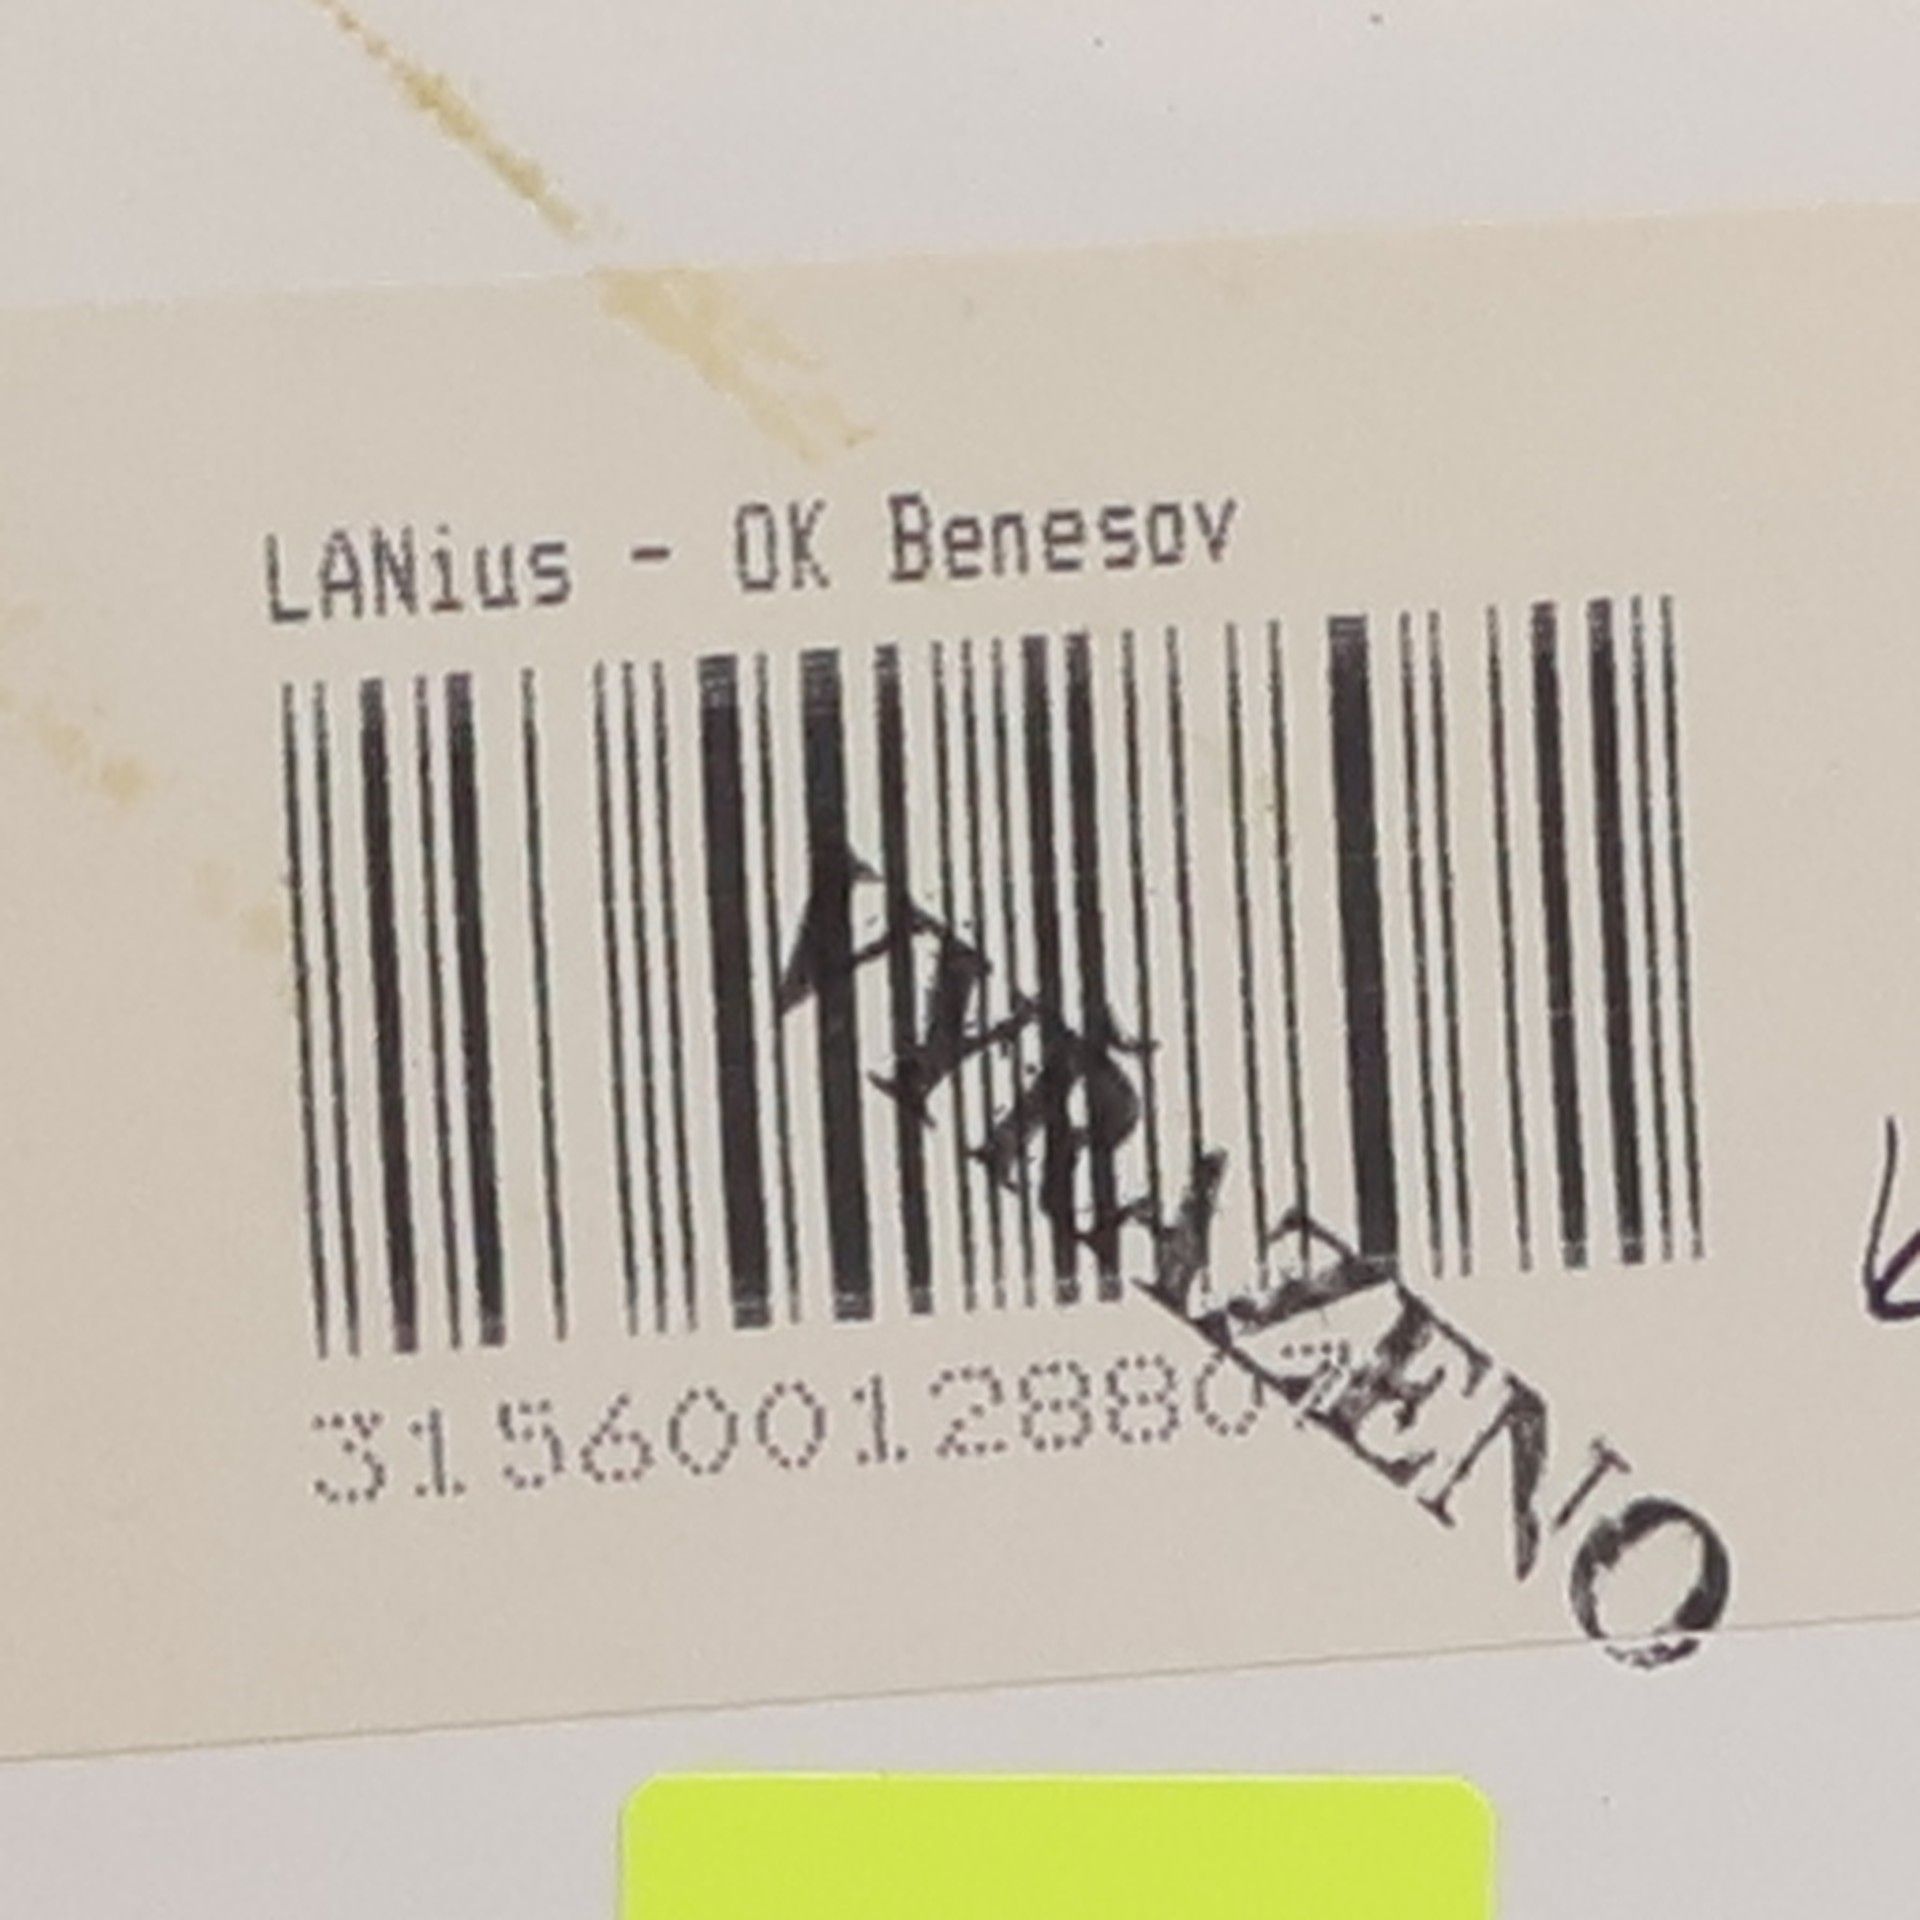 LANius - OK Benesov
315600128807
VYŘAZENO